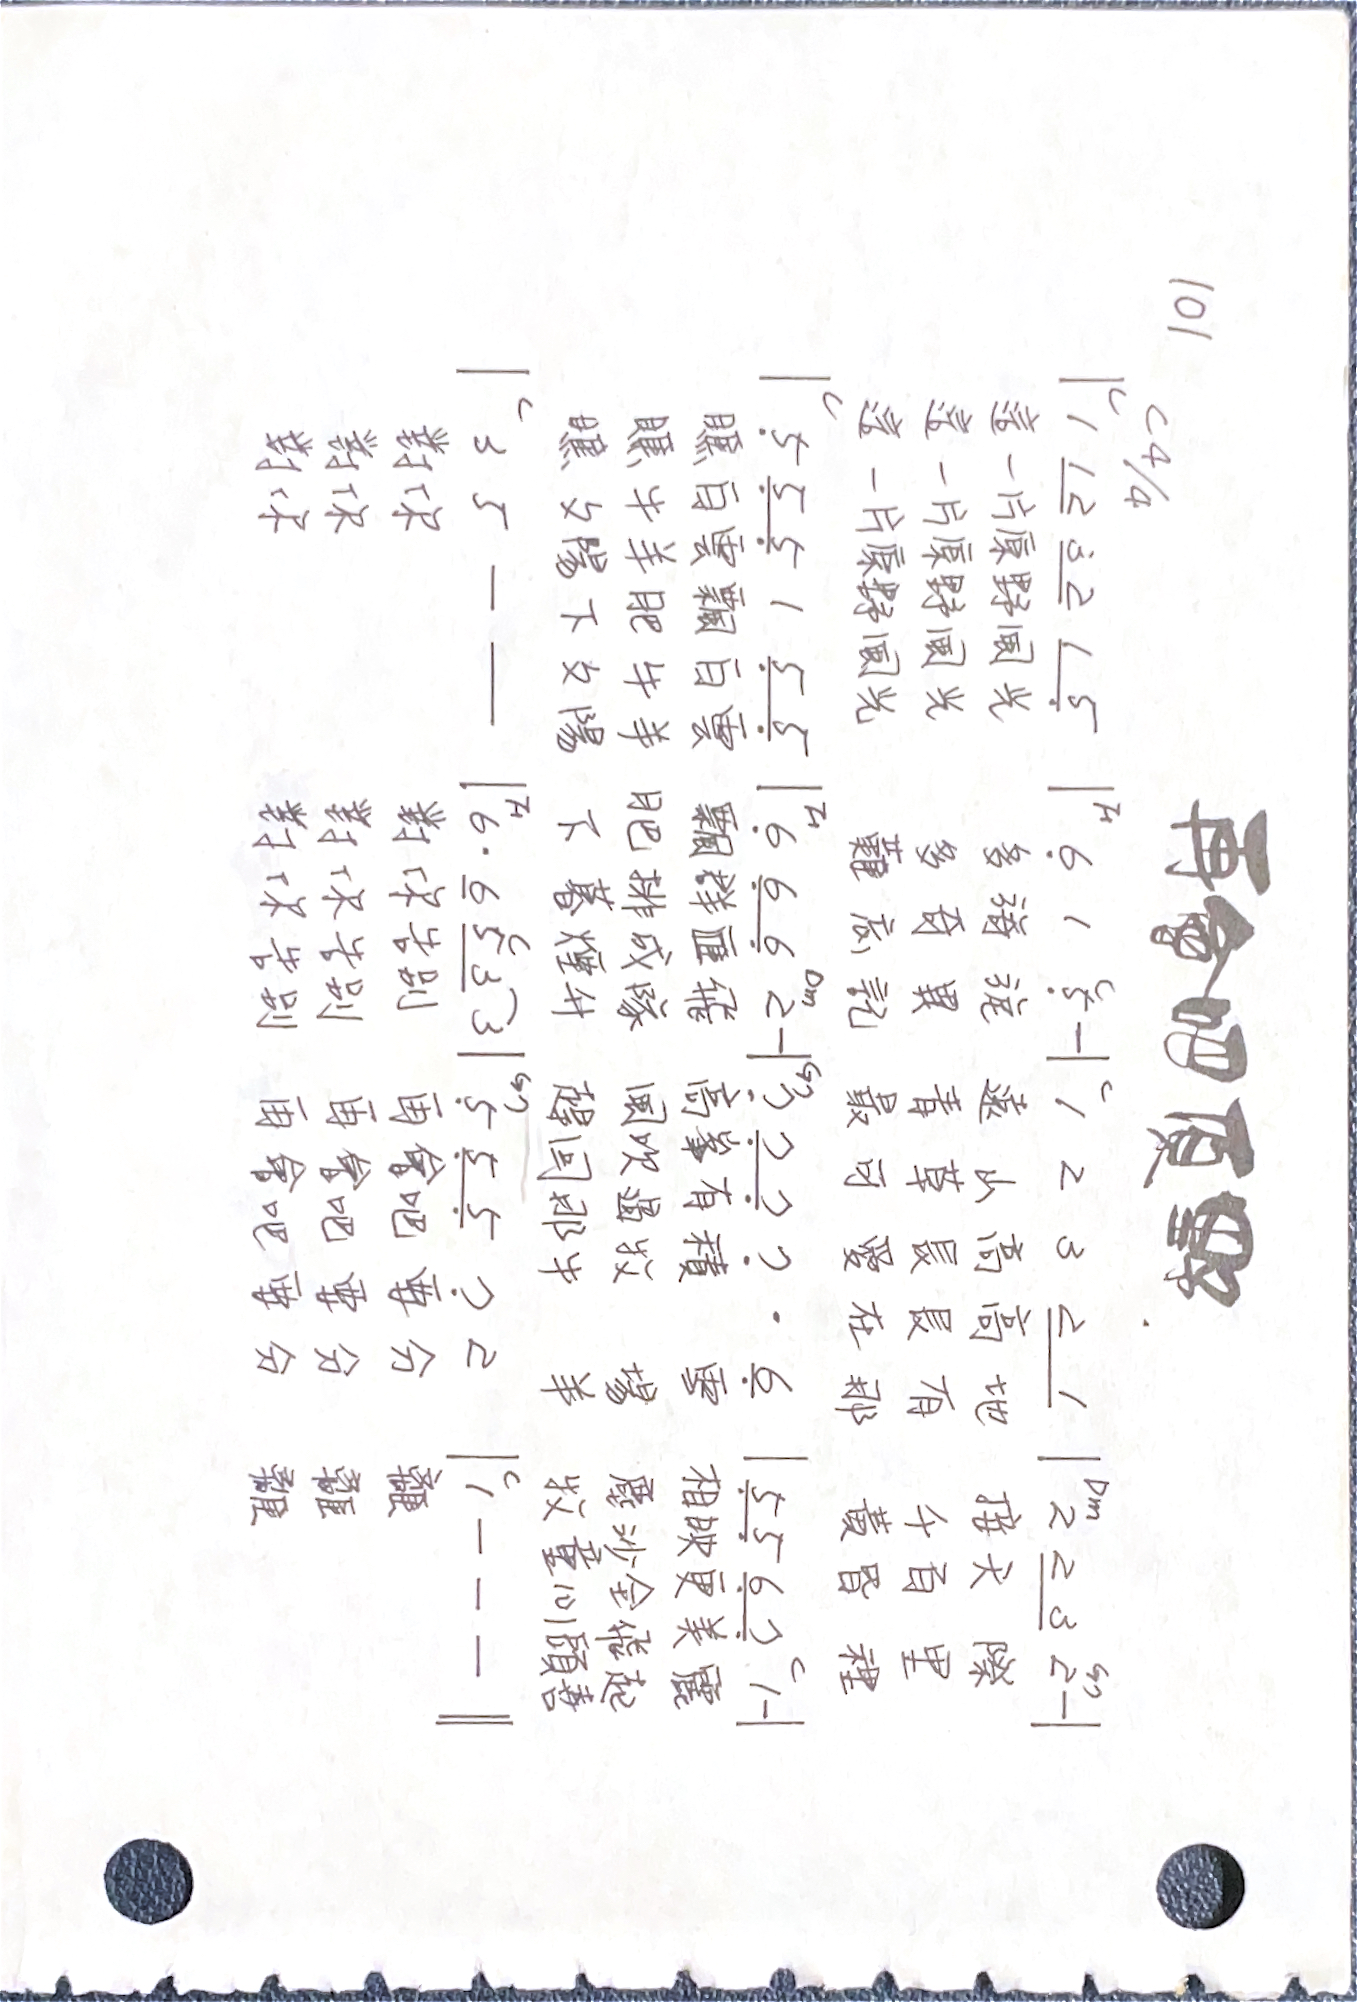 再會吧原野
101
C 4/4
C F C C Dm G7
| 1 1 2 3 2 1 5 | 6 1 5 - | 1 2 3 2 1 | 2 2 3 2 - |
這一片原野風光 多旖旎 遠山高高地 接天際
這一片原野風光 多奇異 青草長長有 千百里
這一片原野風光 難忘記 最可愛在那 黃昏裡
C F Dm G7 C
| 5 5 5 1 5 5 | 6 6 6 2 - | 7 7 7 7 · 6 | 5 5 6 7 1 - |
瞧白雲飄白雲 飄群匯飛 高峯有積雪 相映更美麗
瞧牛羊肥牛羊 肥排成隊 風吹過牧場 塵沙全飛起
瞧夕陽下夕陽 下暮煙升 趕回那牛羊 牧童心頭喜
C F C G7 C
| 3 5 — — | 6 · 6 5 3 3 | 5 5 5 7 2 | 1 - - - ‖
對你 對你告別 再會吧要分 離
對你 對你告別 再會吧要分 離
對你 對你告別 再會吧要分 離